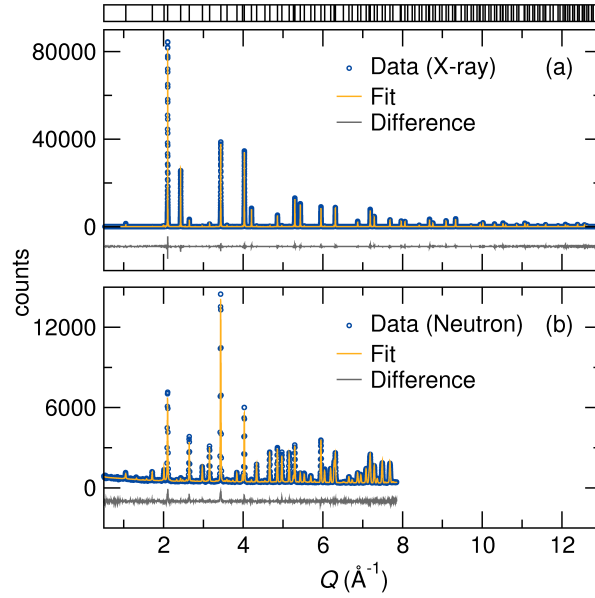 80000
40000
0
Data (X-ray)
(a)
Fit
Difference
counts
12000
6000
0
Data (Neutron)
(b)
Fit
Difference
2 4 6 8 10 12
Q (Å⁻¹)